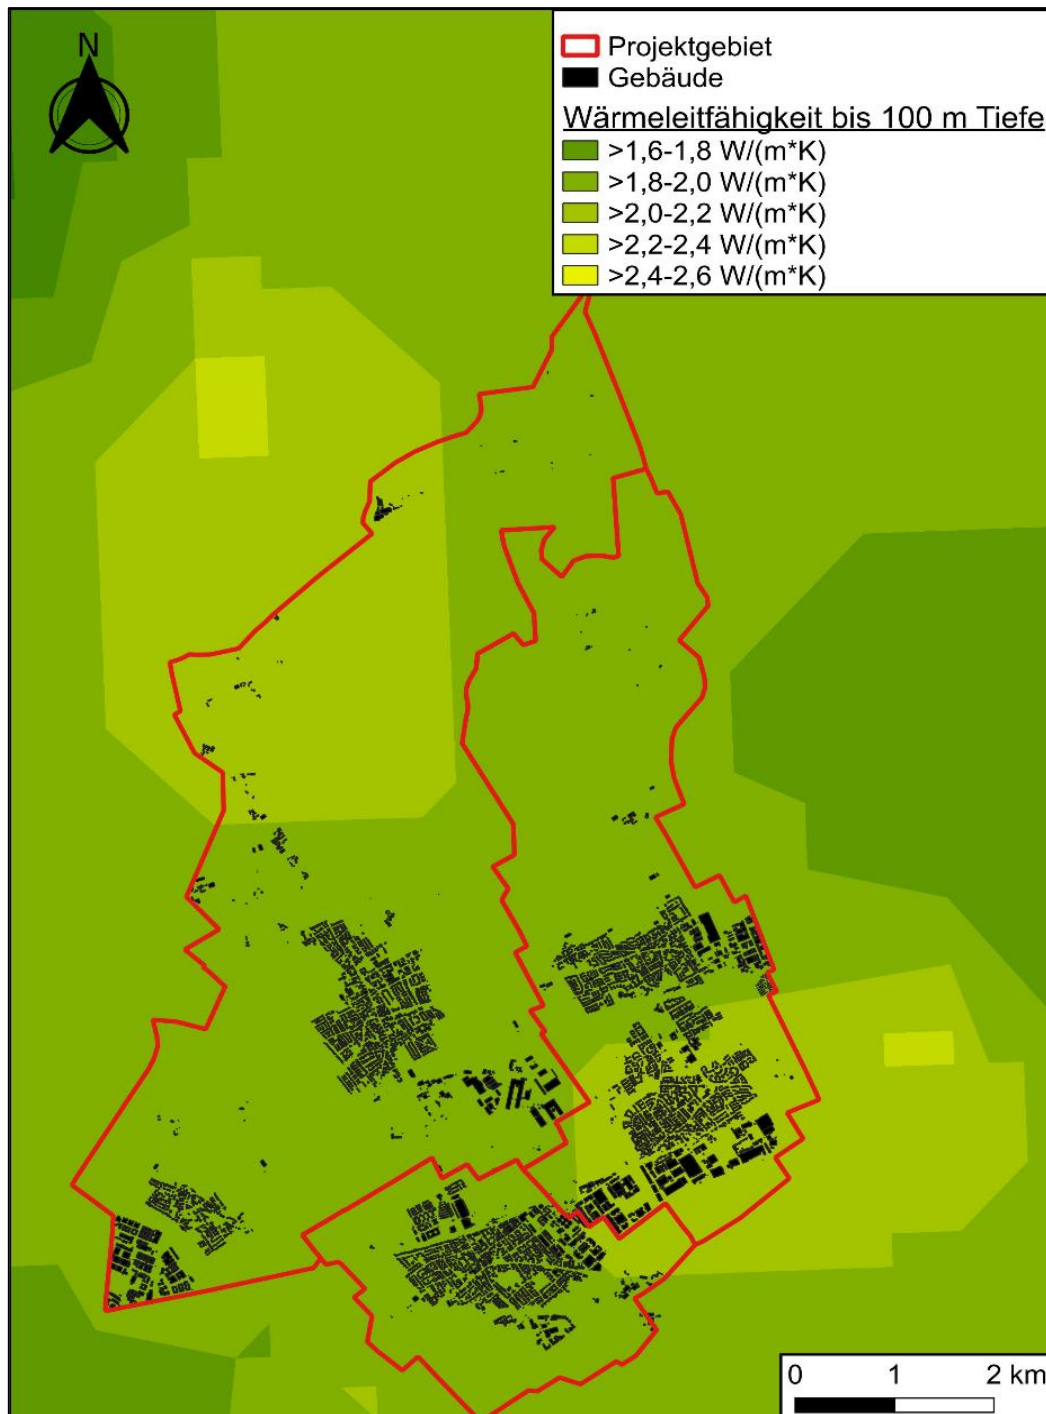 N
Projektgebiet
Gebäude
Wärmeleitfähigkeit bis 100 m Tiefe
>1,6-1,8 W/(m*K)
>1,8-2,0 W/(m*K)
>2,0-2,2 W/(m*K)
>2,2-2,4 W/(m*K)
>2,4-2,6 W/(m*K)
0 1 2 km